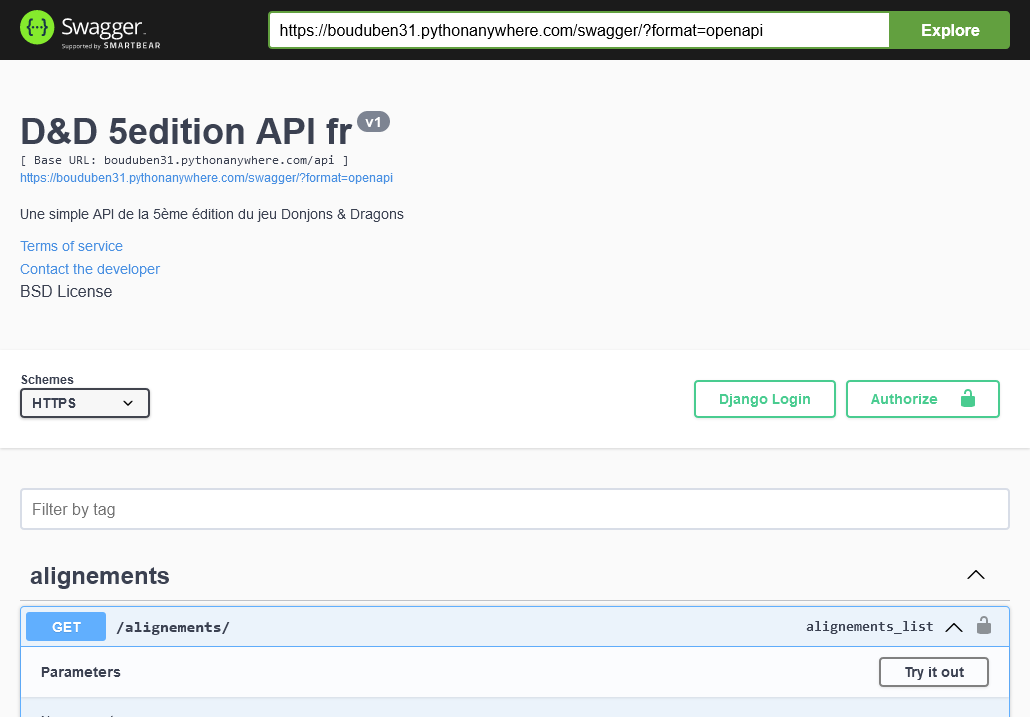 Swagger.
Supported by SMARTBEAR
https://bouduben31.pythonanywhere.com/swagger/?format=openapi
Explore
D&D 5edition API fr v1
[ Base URL: bouduben31.pythonanywhere.com/api ]
https://bouduben31.pythonanywhere.com/swagger/?format=openapi
Une simple API de la 5ème édition du jeu Donjons & Dragons
Terms of service
Contact the developer
BSD License
Schemes
HTTPS
Django Login
Authorize
Filter by tag
alignements
GET /alignements/ alignements_list
Parameters
Try it out